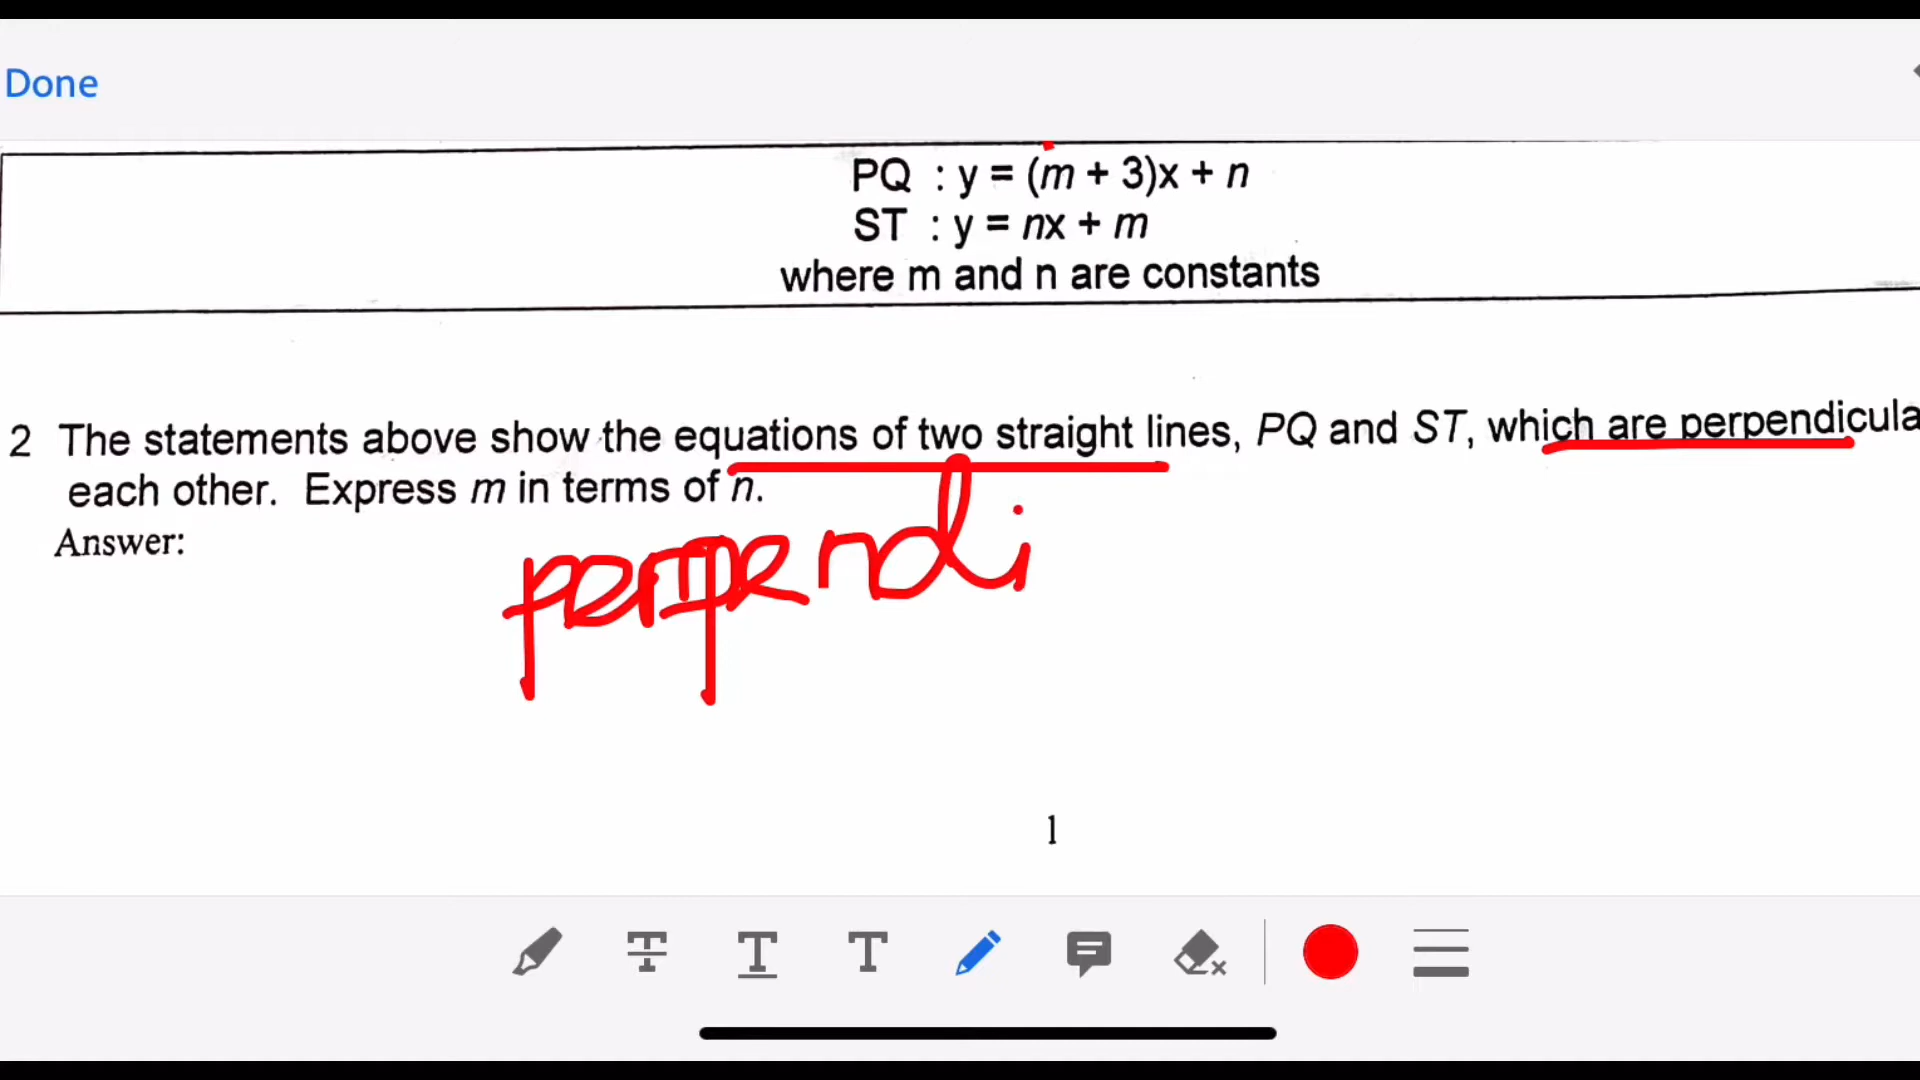 Done
PQ : y = (m + 3)x + n
ST : y = nx + m
where m and n are constants
2 The statements above show the equations of two straight lines, PQ and ST, which are perpendicula
each other. Express m in terms of n.
Answer:
perpendi
1